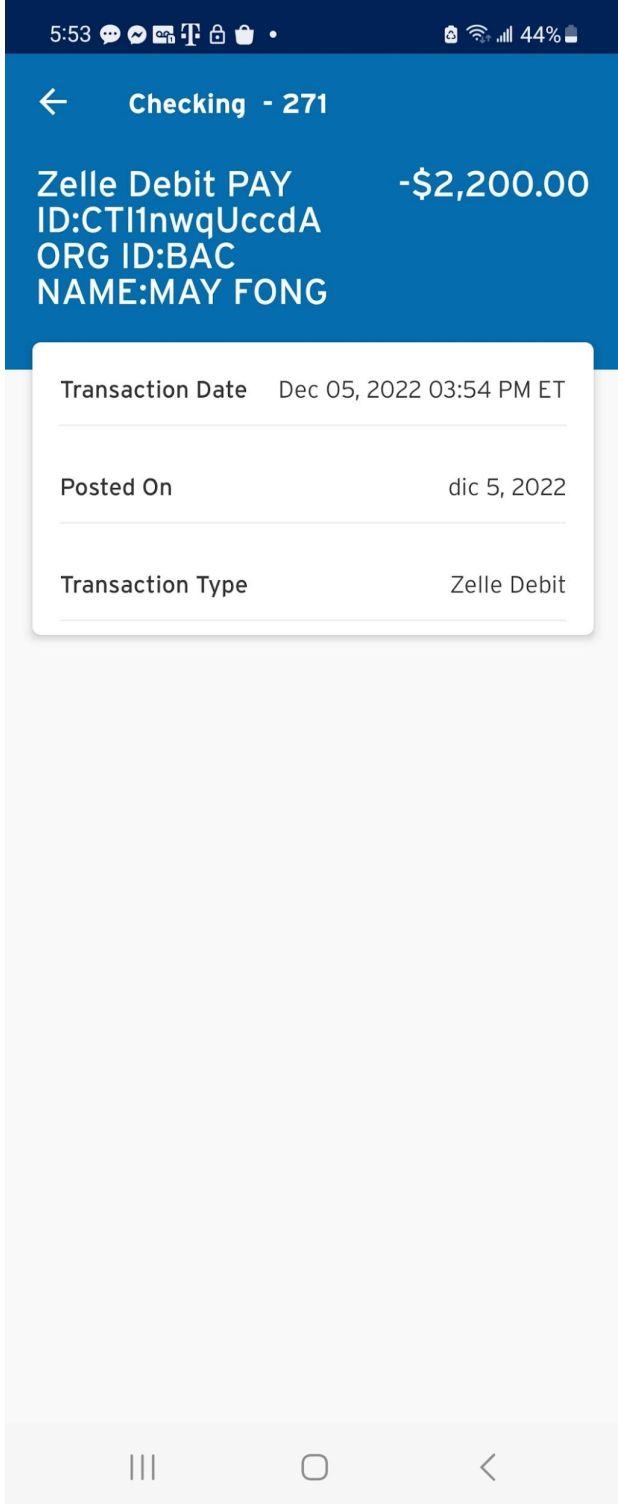 5:53 44%
Checking - 271
Zelle Debit PAY -$2,200.00
ID:CTI1nwqUccdA
ORG ID:BAC
NAME:MAY FONG
Transaction Date Dec 05, 2022 03:54 PM ET
Posted On dic 5, 2022
Transaction Type Zelle Debit